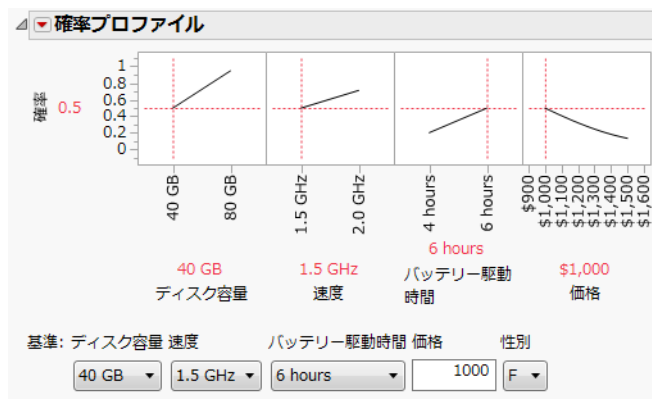 確率プロファイル
確率
0.5
1
0.8
0.6
0.4
0.2
0
40 GB
80 GB
1.5 GHz
2.0 GHz
4 hours
6 hours
$900
$1,000
$1,100
$1,200
$1,300
$1,400
$1,500
$1,600
40 GB
ディスク容量
1.5 GHz
速度
6 hours
バッテリー駆動
時間
$1,000
価格
基準: ディスク容量 速度 バッテリー駆動時間 価格 性別
40 GB 1.5 GHz 6 hours 1000 F